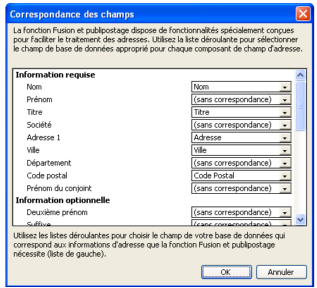 Correspondance des champs
La fonction Fusion et publipostage dispose de fonctionnalités spécialement conçues
pour faciliter le traitement des adresses. Utilisez la liste déroulante pour sélectionner
le champ de base de données approprié pour chaque composant de champ d'adresse.
Information requise
Nom Nom
Prénom (sans correspondance)
Titre Titre
Société (sans correspondance)
Adresse 1 Adresse
Ville Ville
Département (sans correspondance)
Code postal Code Postal
Prénom du conjoint (sans correspondance)
Information optionnelle
Deuxième prénom (sans correspondance)
Suffixe (sans correspondance)
Utilisez les listes déroulantes pour choisir le champ de votre base de données qui
correspond aux informations d'adresse que la fonction Fusion et publipostage
nécessite (liste de gauche).
OK Annuler